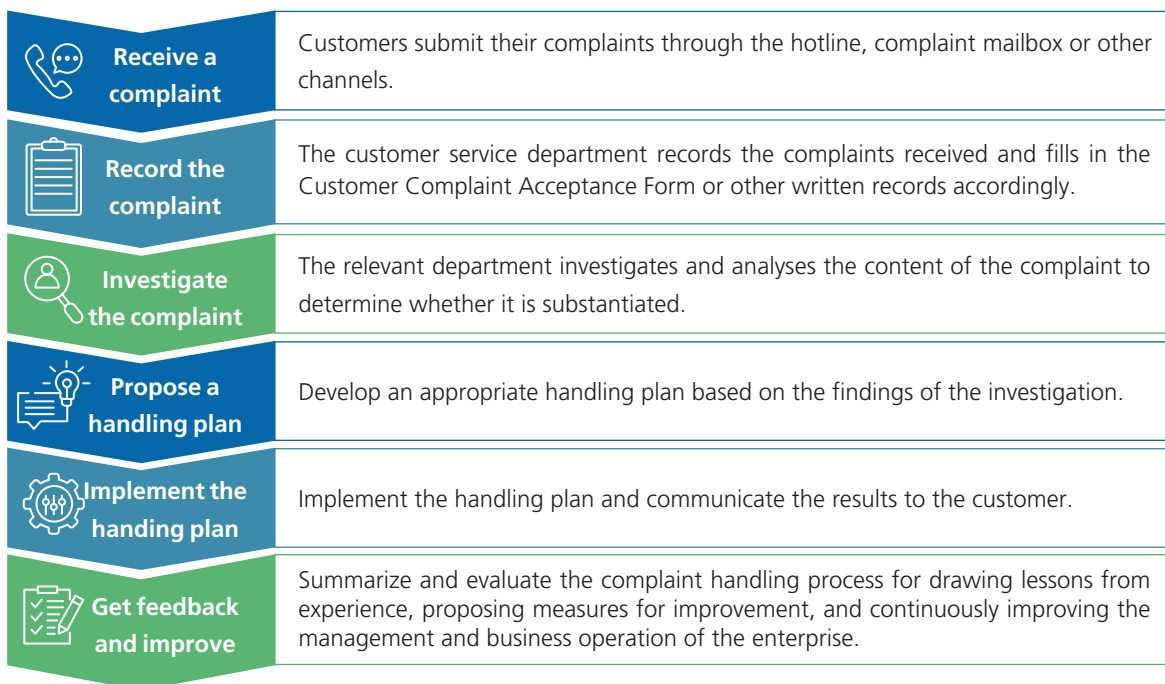 Receive a
complaint
Customers submit their complaints through the hotline, complaint mailbox or other
channels.
Record the
complaint
The customer service department records the complaints received and fills in the
Customer Complaint Acceptance Form or other written records accordingly.
Investigate
the complaint
The relevant department investigates and analyses the content of the complaint to
determine whether it is substantiated.
Propose a
handling plan
Develop an appropriate handling plan based on the findings of the investigation.
Implement the
handing plan
Implement the handling plan and communicate the results to the customer.
Get feedback
and improve
Summarize and evaluate the complaint handling process for drawing lessons from
experience, proposing measures for improvement, and continuously improving the
management and business operation of the enterprise.